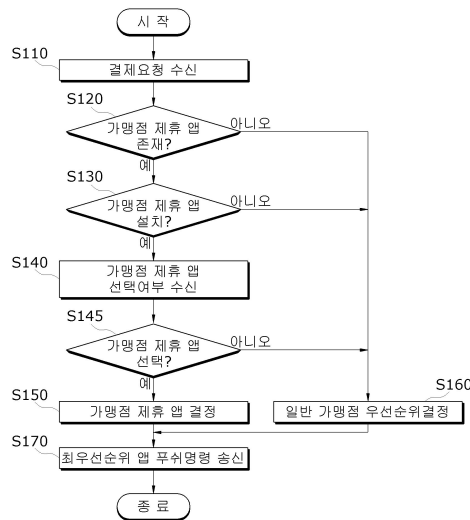 시 작
S110
결제요청 수신
S120
가맹점 제휴 앱
존재?
아니오
예
S130
가맹점 제휴 앱
설치?
아니오
예
S140
가맹점 제휴 앱
선택여부 수신
S145
가맹점 제휴 앱
선택?
아니오
예
S150
가맹점 제휴 앱 결정
S160
일반 가맹점 우선순위결정
S170
최우선순위 앱 푸쉬명령 송신
종 료